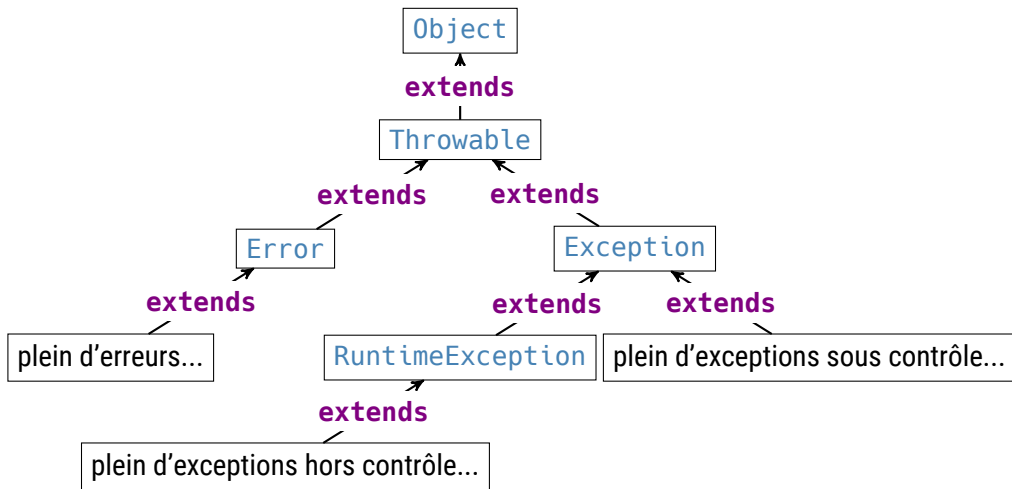 Object
extends
Throwable
extends extends
Error Exception
extends extends extends
plein d’erreurs... RuntimeException plein d’exceptions sous contrôle...
extends
plein d’exceptions hors contrôle...